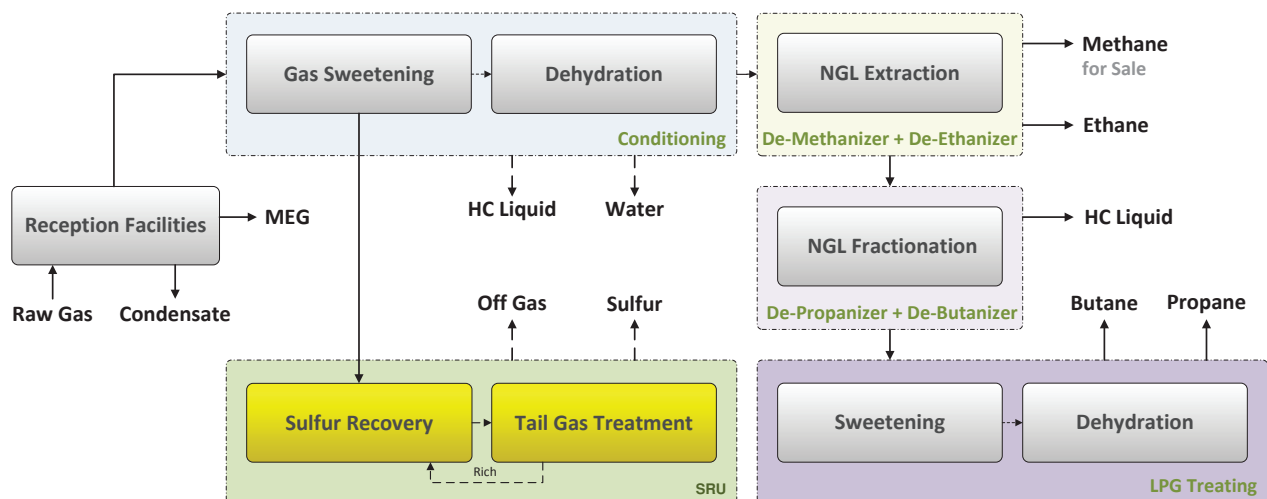 Gas Sweetening
Dehydration
Conditioning
NGL Extraction
De-Methanizer + De-Ethanizer
Methane
for Sale
Ethane
Reception Facilities
MEG
Raw Gas
Condensate
HC Liquid
Water
NGL Fractionation
De-Propanizer + De-Butanizer
HC Liquid
Off Gas
Sulfur
Butane
Propane
Sulfur Recovery
Tail Gas Treatment
Rich
SRU
Sweetening
Dehydration
LPG Treating